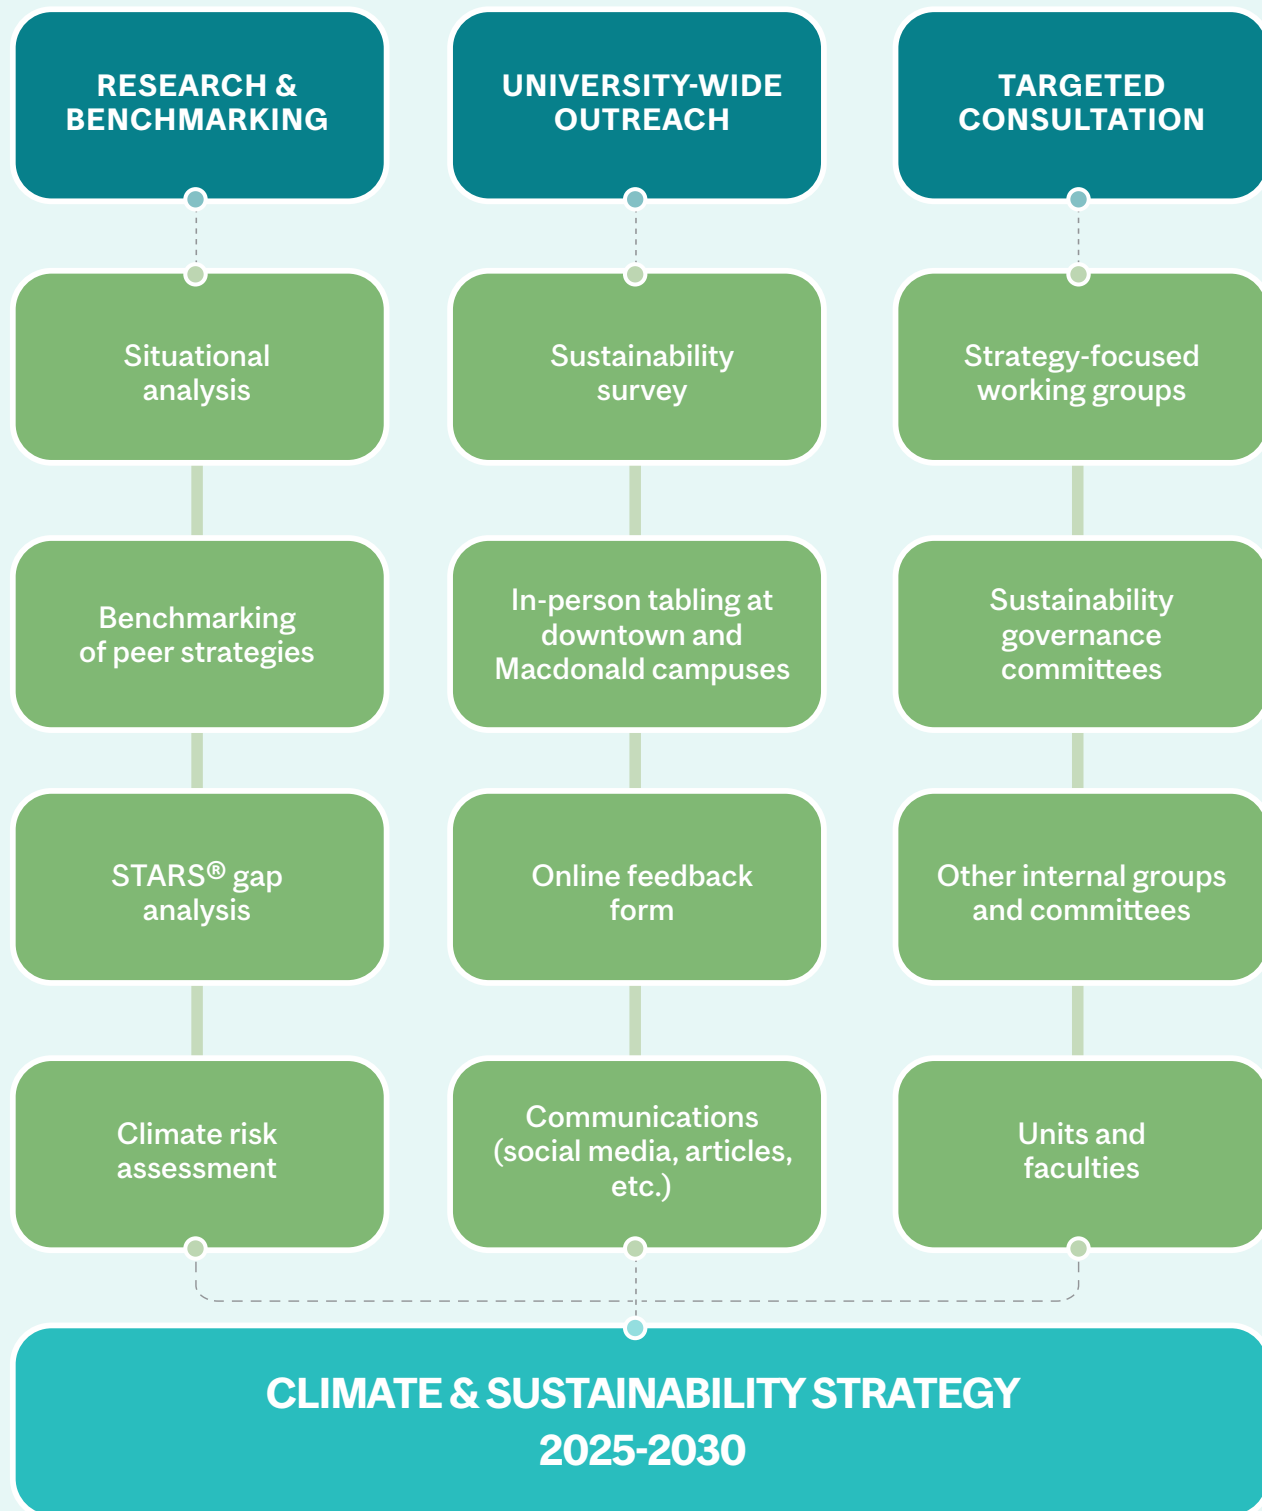 RESEARCH &
BENCHMARKING
Situational
analysis
Benchmarking
of peer strategies
STARS® gap
analysis
Climate risk
assessment
UNIVERSITY-WIDE
OUTREACH
Sustainability
survey
In-person tabling at
downtown and
Macdonald campuses
Online feedback
form
Communications
(social media, articles,
etc.)
TARGETED
CONSULTATION
Strategy-focused
working groups
Sustainability
governance
committees
Other internal groups
and committees
Units and
faculties
CLIMATE & SUSTAINABILITY STRATEGY
2025-2030